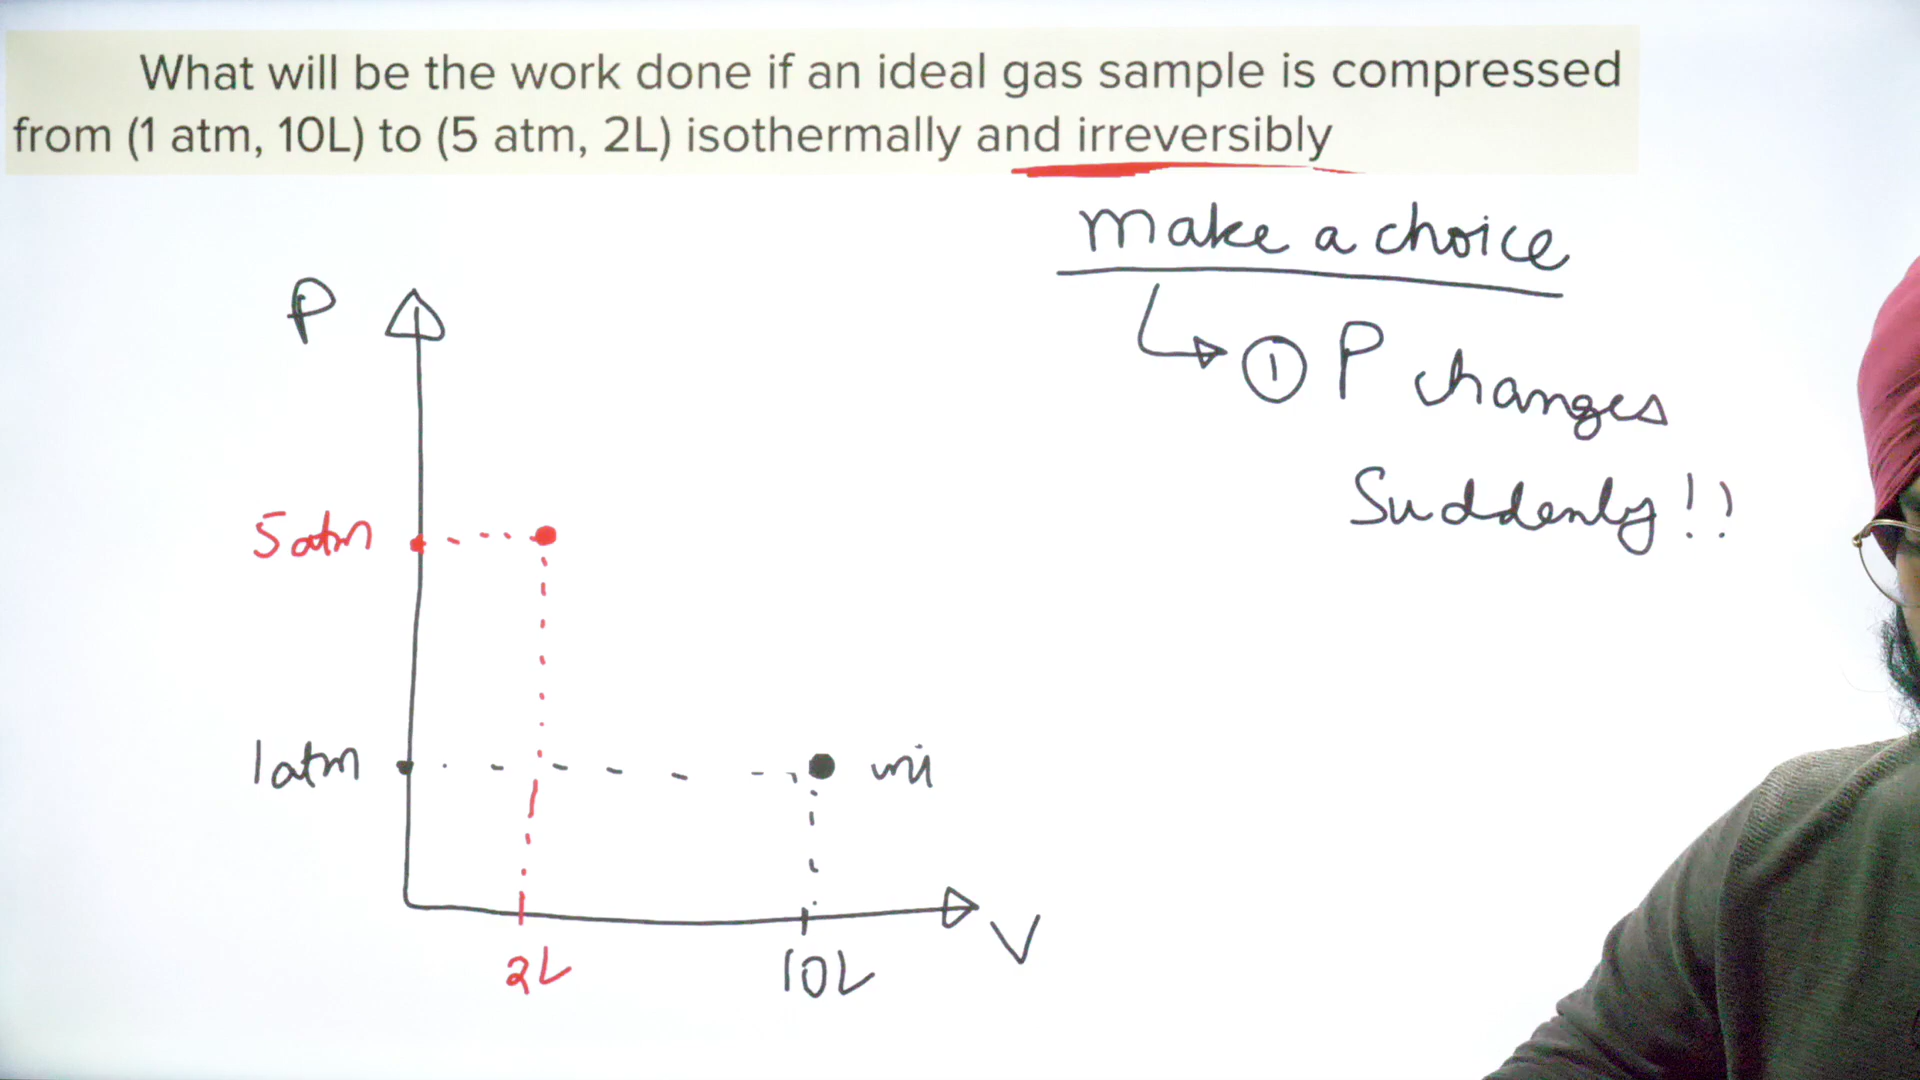 What will be the work done if an ideal gas sample is compressed
from (1 atm, 10L) to (5 atm, 2L) isothermally and irreversibly
make a choice
① P changes
Suddenly!!
P
5 atm
1 atm
2L
10L
V